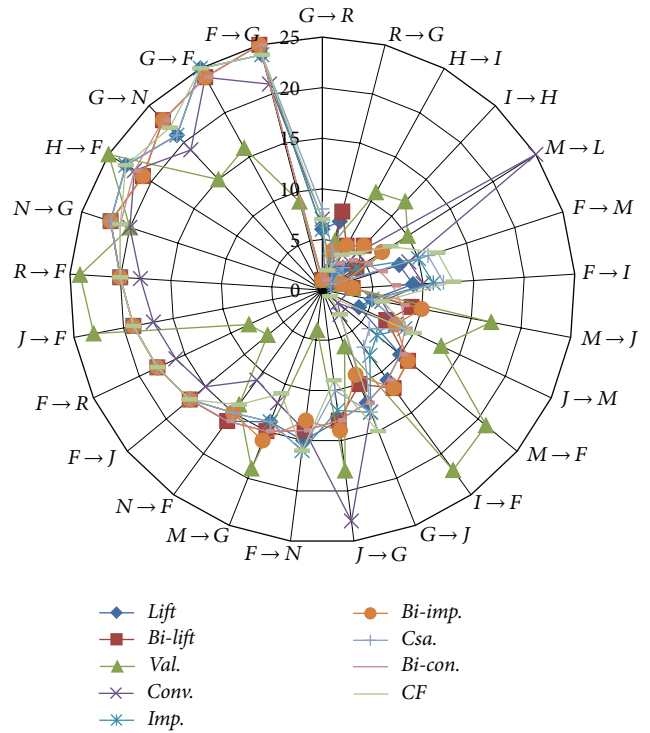 G→R
F→G
R→G
G→F
H→I
G→N
I→H
H→F
M→L
N→G
F→M
R→F
F→I
J→F
M→J
F→R
J→M
F→J
M→F
N→F
I→F
M→G
G→J
F→N
J→G
25
20
15
10
5
0
Lift
Bi-lift
Val.
Conv.
Imp.
Bi-imp.
Csa.
Bi-con.
CF